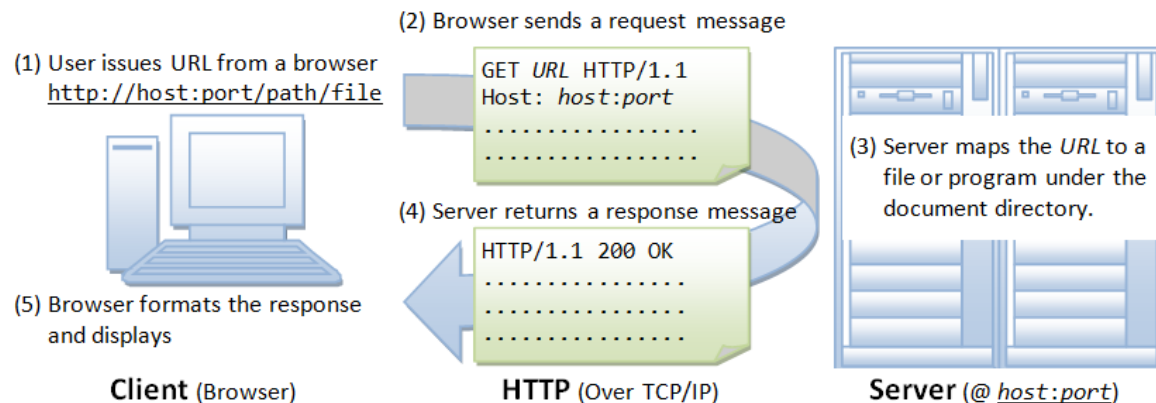 (1) User issues URL from a browser
http://host:port/path/file
(2) Browser sends a request message
GET URL HTTP/1.1
Host: host:port
.................
.................
(3) Server maps the URL to a
file or program under the
document directory.
(4) Server returns a response message
HTTP/1.1 200 OK
................
................
................
(5) Browser formats the response
and displays
Client (Browser)
HTTP (Over TCP/IP)
Server (@ host:port)